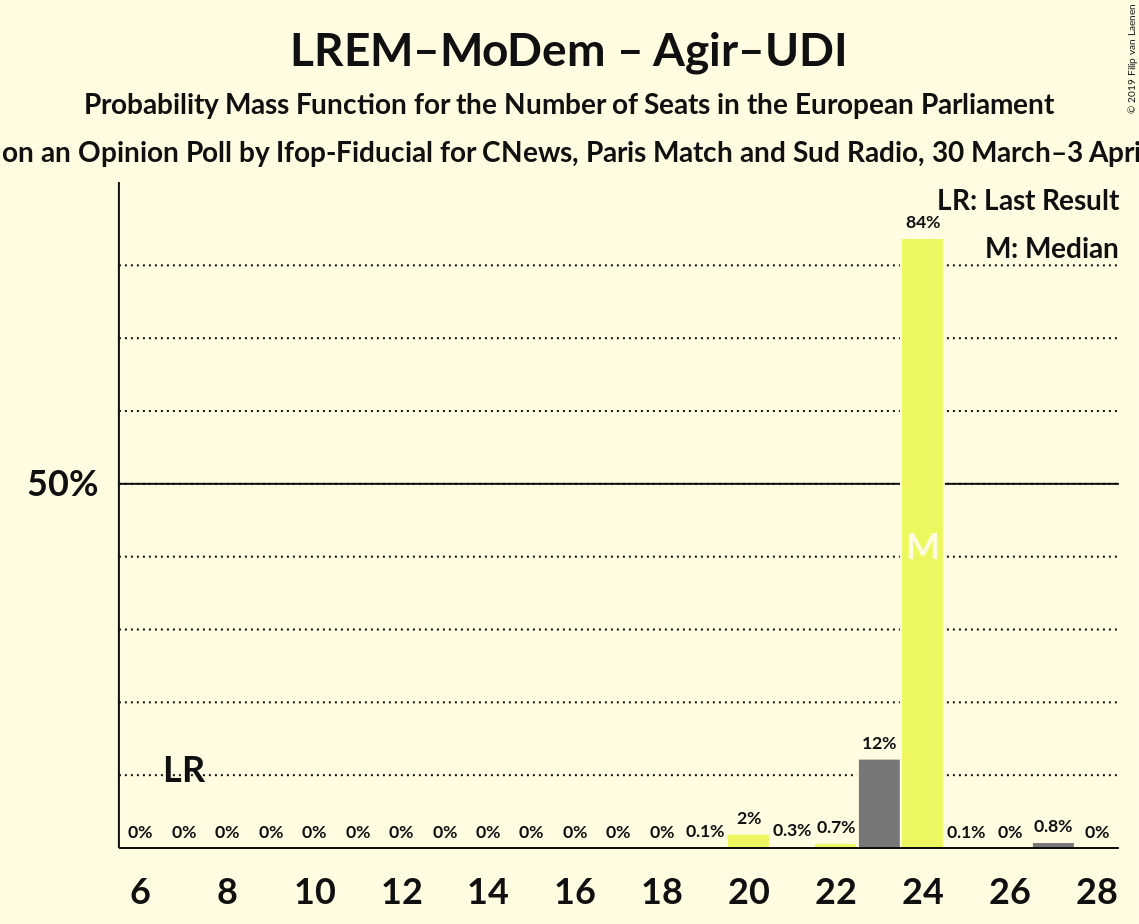 LREM–MoDem – Agir–UDI
Probability Mass Function for the Number of Seats in the European Parliament
on an Opinion Poll by Ifop-Fiducial for CNews, Paris Match and Sud Radio, 30 March–3 Apri
© 2019 Filip van Laenen
LR: Last Result
84%
M: Median
50%
M
LR
12%
0% 0% 0% 0% 0% 0% 0% 0% 0% 0% 0% 0% 0% 0.1% 2% 0.3% 0.7% 0.1% 0% 0.8% 0%
6 8 10 12 14 16 18 20 22 24 26 28